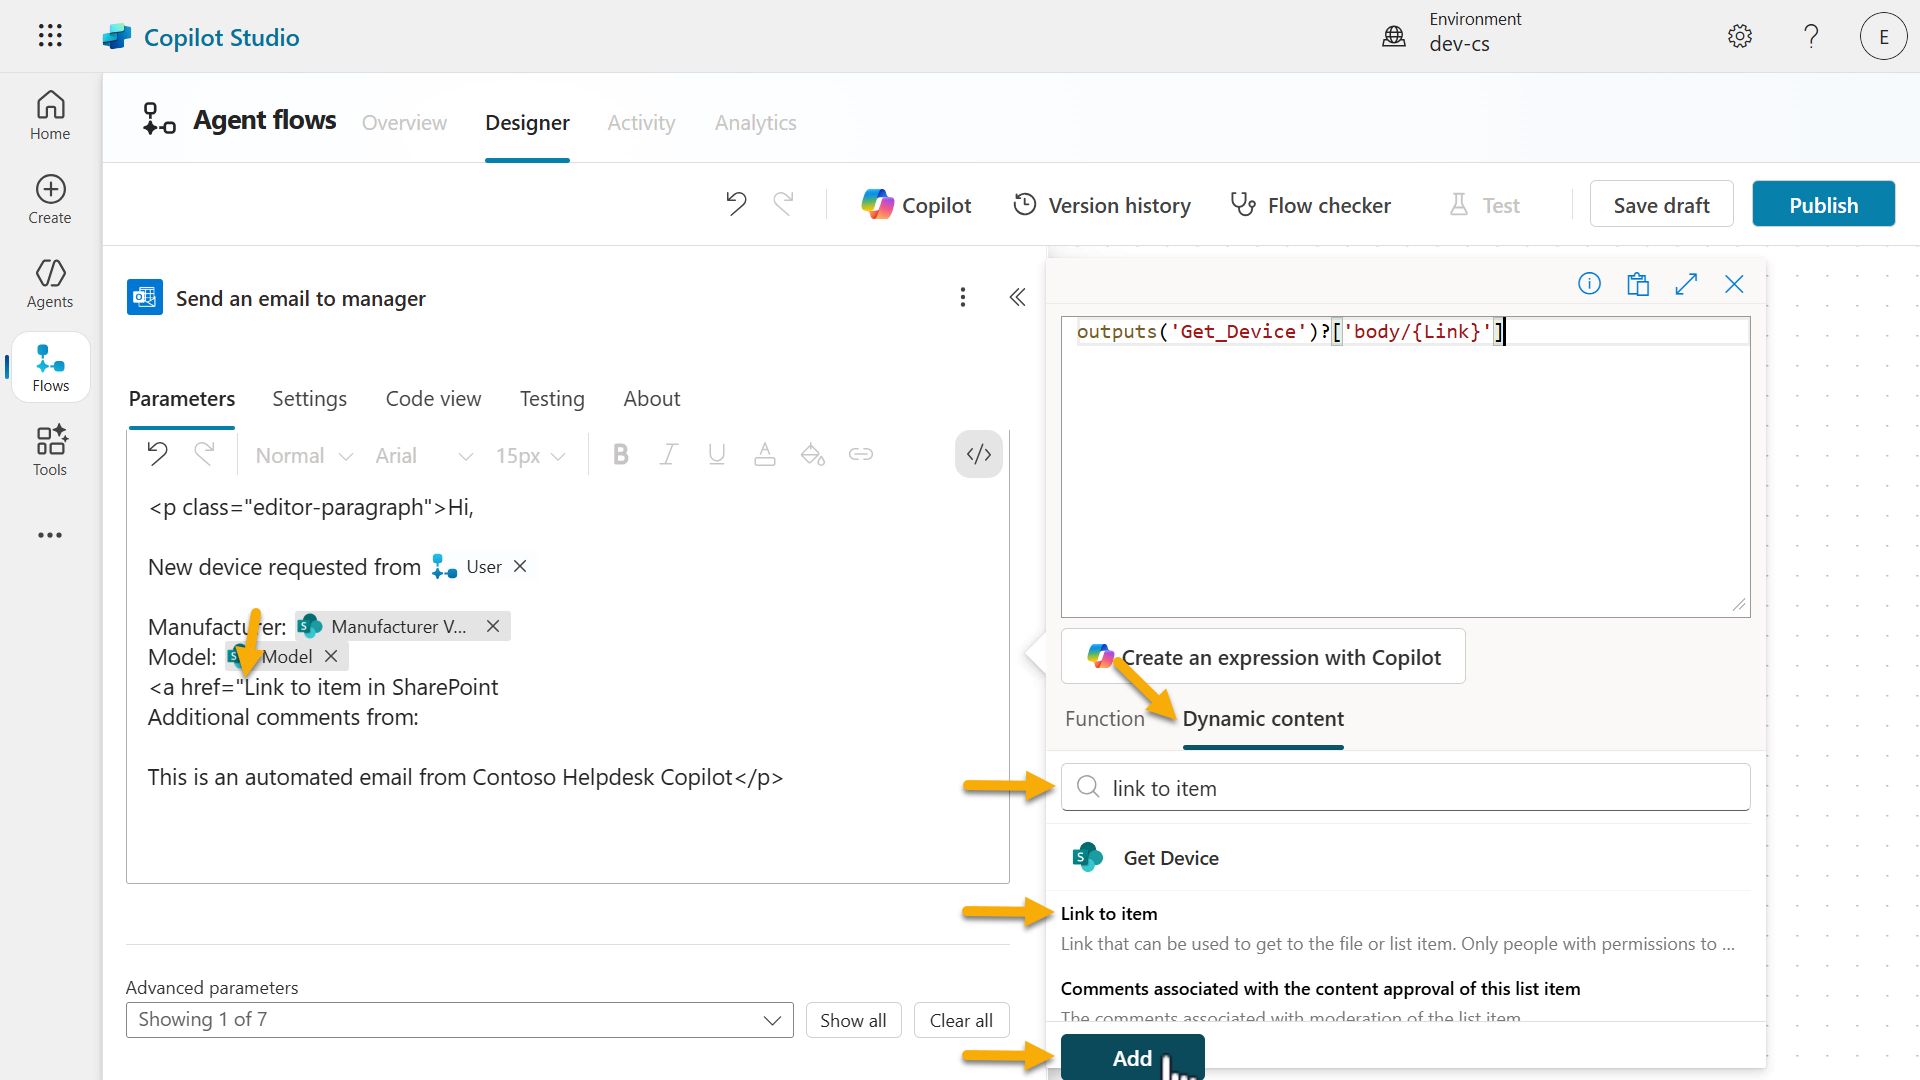 Copilot Studio
Environment
dev-cs
E
Home
Create
Agents
Flows
Tools
Agent flows
Overview
Designer
Activity
Analytics
Copilot
Version history
Flow checker
Test
Save draft
Publish
Send an email to manager
Parameters
Settings
Code view
Testing
About
Normal
Arial
15px
<p class="editor-paragraph">Hi,
New device requested from User
Manufacturer: Manufacturer V...
Model: Model
<a href="Link to item in SharePoint
Additional comments from:
This is an automated email from Contoso Helpdesk Copilot</p>
Advanced parameters
Showing 1 of 7
Show all
Clear all
outputs('Get_Device')?['body/{Link}']
Create an expression with Copilot
Function
Dynamic content
link to item
Get Device
Link to item
Link that can be used to get to the file or list item. Only people with permissions to ...
Comments associated with the content approval of this list item
The comments associated with moderation of the list item
Add